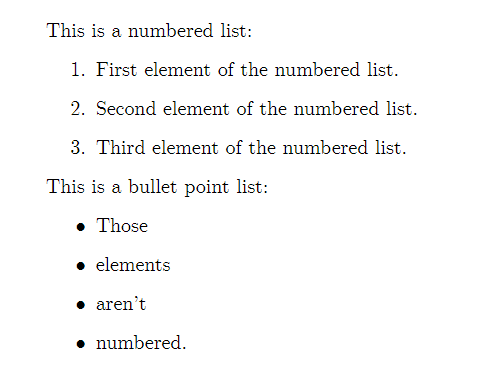 This is a numbered list:
1. First element of the numbered list.
2. Second element of the numbered list.
3. Third element of the numbered list.
This is a bullet point list:
• Those
• elements
• aren't
• numbered.